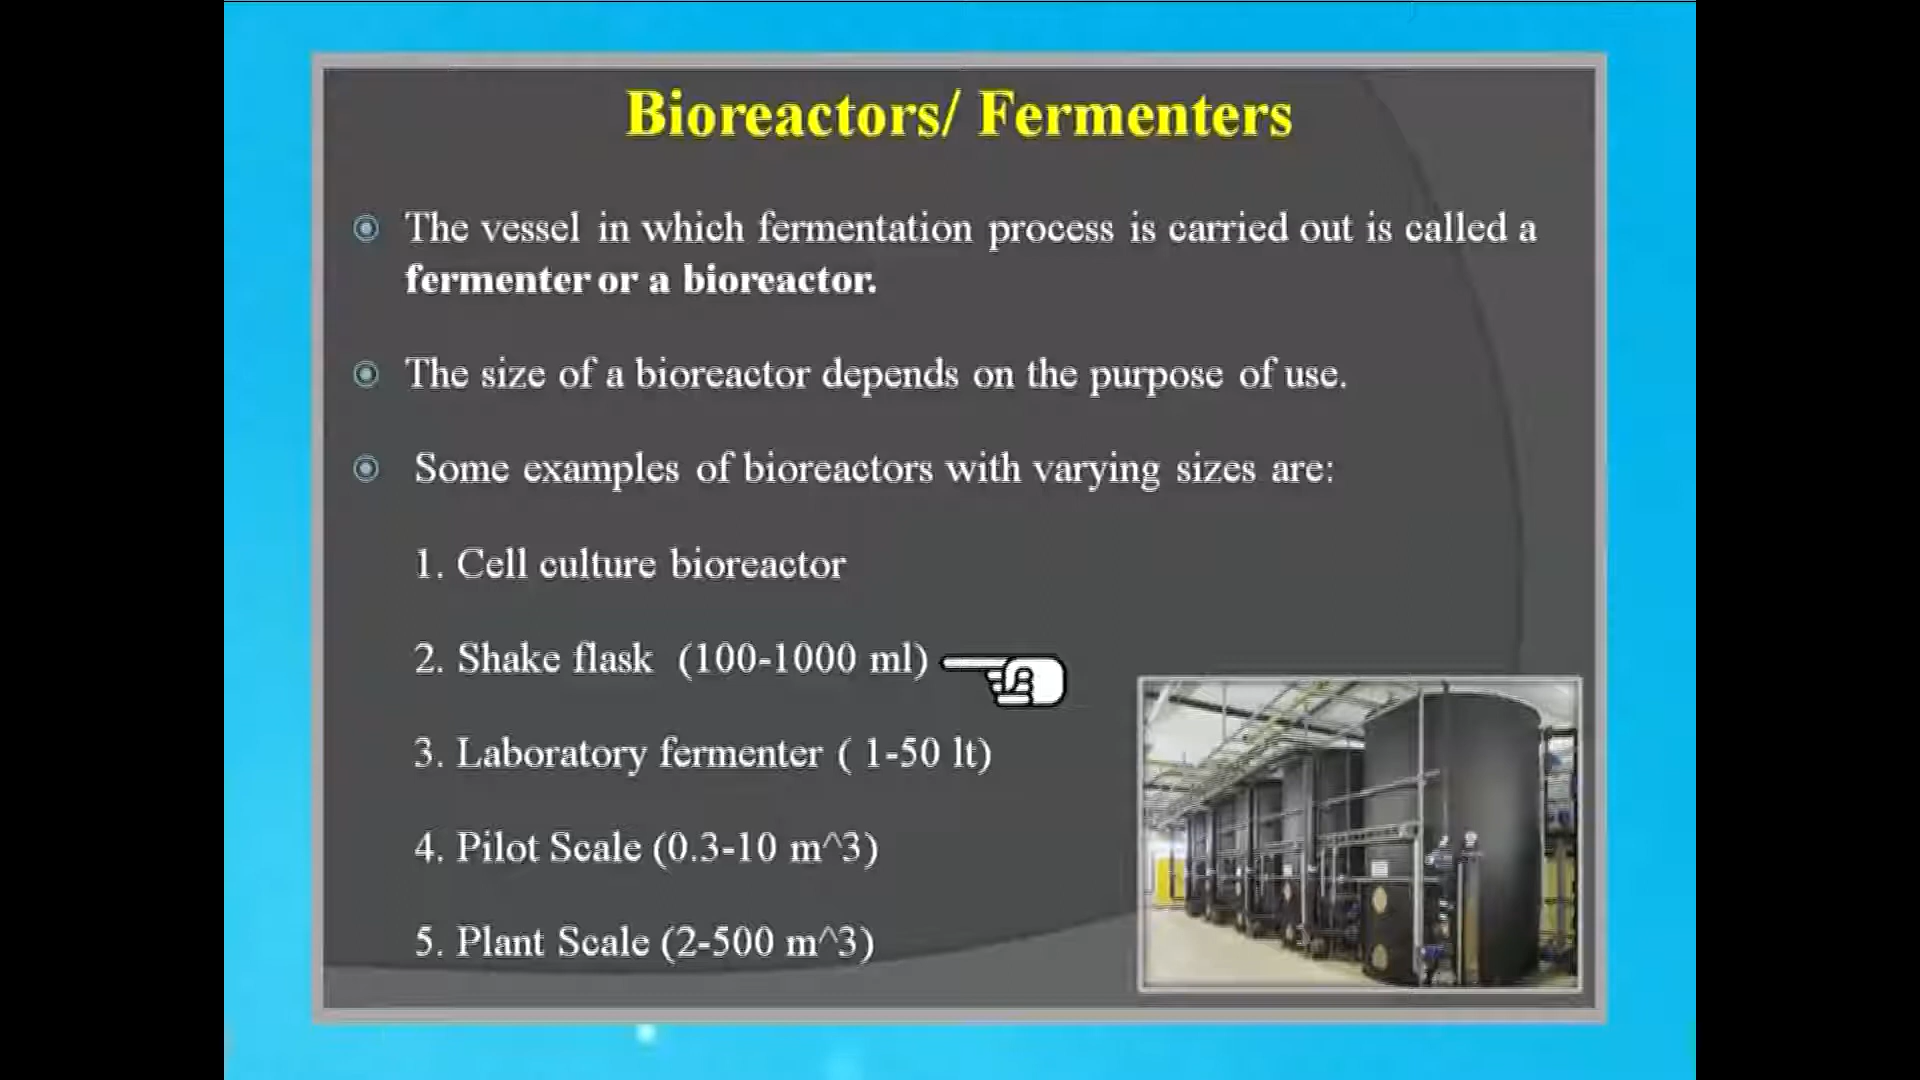 Bioreactors/ Fermenters
The vessel in which fermentation process is carried out is called a
fermenter or a bioreactor.
The size of a bioreactor depends on the purpose of use.
Some examples of bioreactors with varying sizes are:
1. Cell culture bioreactor
2. Shake flask (100-1000 ml)
3. Laboratory fermenter ( 1-50 lt)
4. Pilot Scale (0.3-10 m^3)
5. Plant Scale (2-500 m^3)